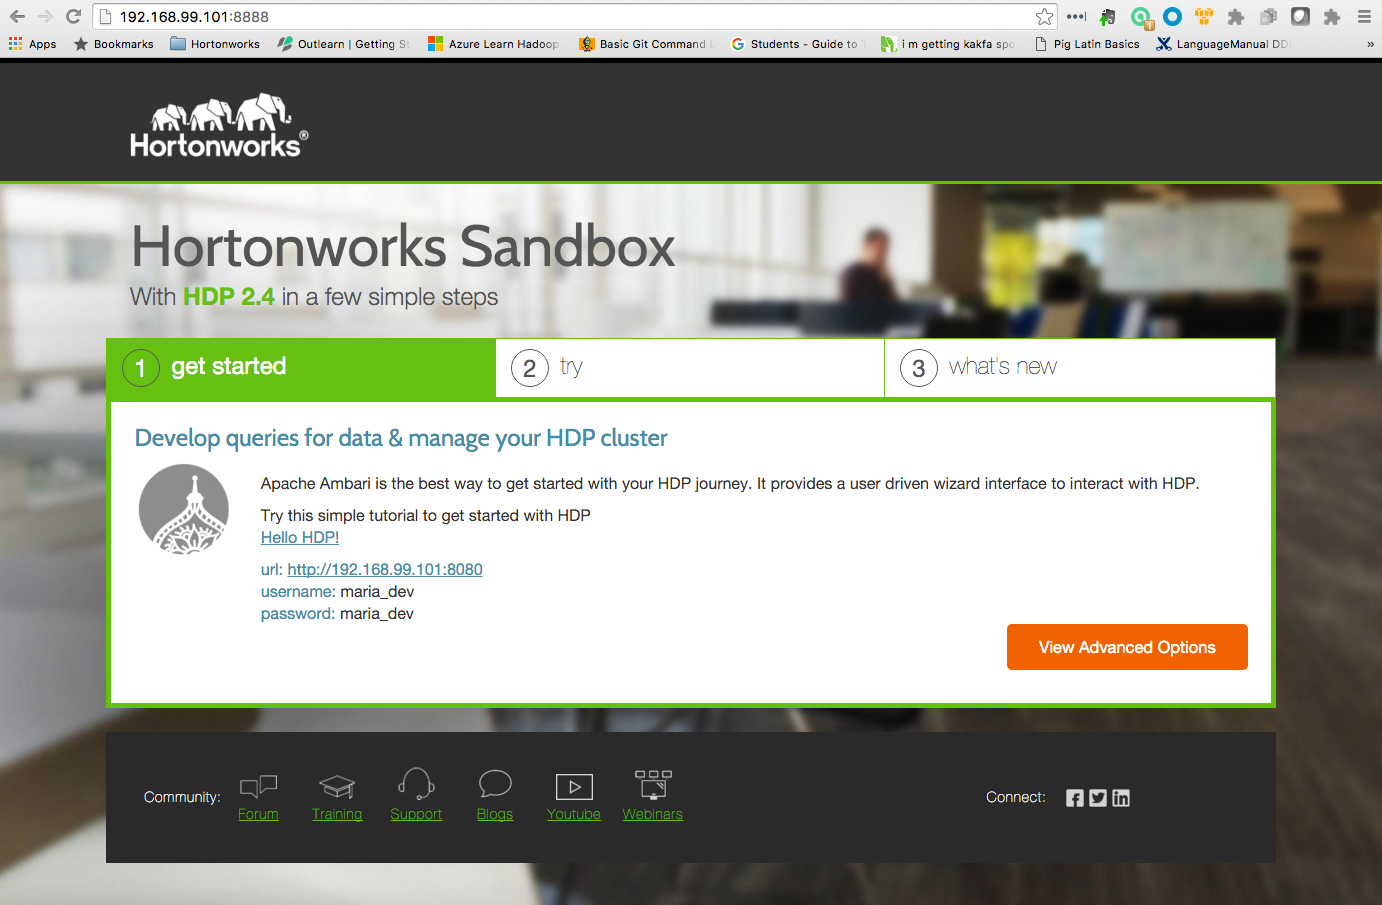 192.168.99.101:8888
Apps
Bookmarks
Hortonworks
Outlearn | Getting St
Azure Learn Hadoop
Basic Git Command L
Students - Guide to T
i m getting kakfa spo
Pig Latin Basics
LanguageManual DDL
»
Hortonworks®
Hortonworks Sandbox
With HDP 2.4 in a few simple steps
1 get started
2 try
3 what's new
Develop queries for data & manage your HDP cluster
Apache Ambari is the best way to get started with your HDP journey. It provides a user driven wizard interface to interact with HDP.
Try this simple tutorial to get started with HDP
Hello HDP!
url: http://192.168.99.101:8080
username: maria_dev
password: maria_dev
View Advanced Options
Community:
Forum
Training
Support
Blogs
Youtube
Webinars
Connect: